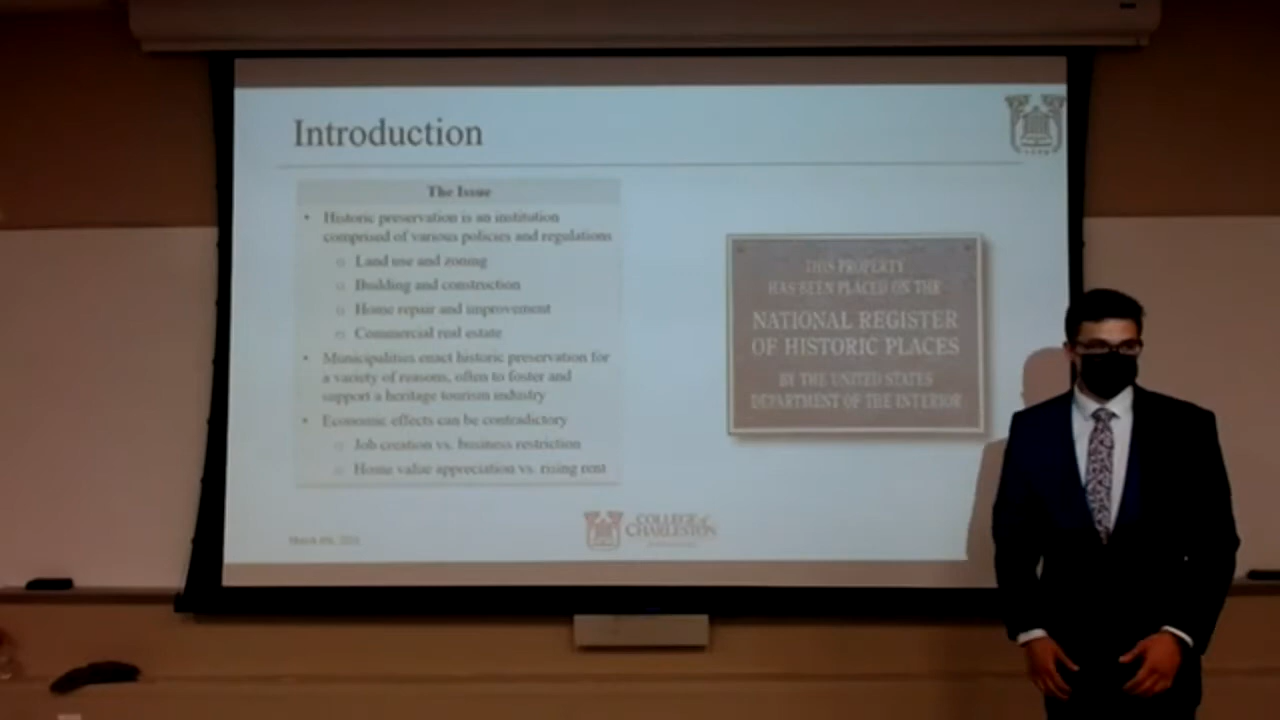 Introduction
The Issue
• Historic preservation is an institution
comprised of various policies and regulations
o Land use and zoning
o Building and construction
o Home repair and improvement
o Commercial real estate
• Municipalities enact historic preservation for
a variety of reasons, often to foster and
support a heritage tourism industry
• Economic effects can be contradictory
o Job creation vs. business restriction
o Home value appreciation vs. rising rent
THIS PROPERTY
HAS BEEN PLACED ON THE
NATIONAL REGISTER
OF HISTORIC PLACES
BY THE UNITED STATES
DEPARTMENT OF THE INTERIOR
March
COLLEGE of
CHARLESTON